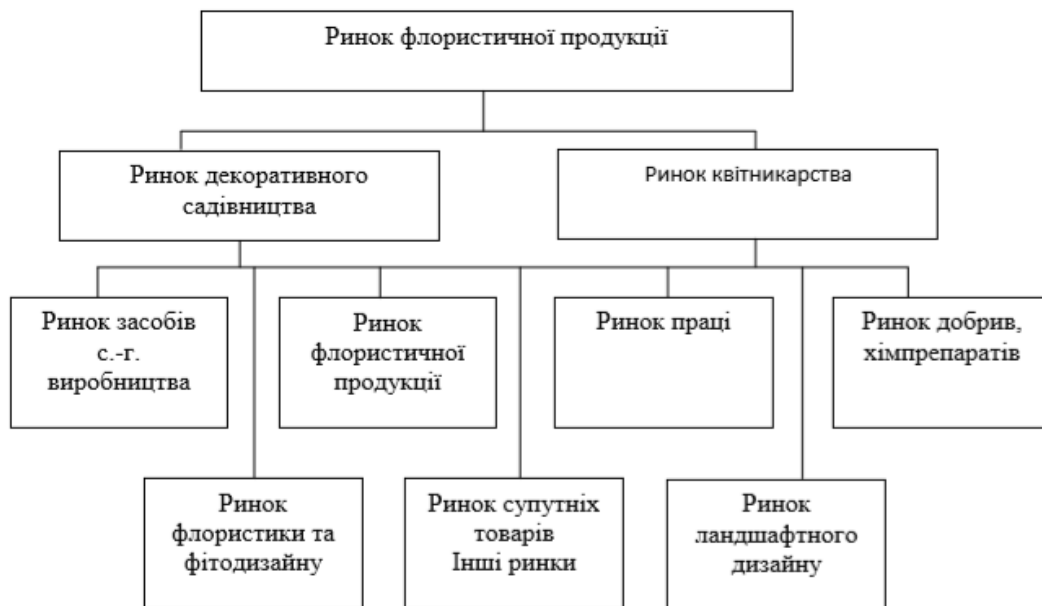 Ринок флористичної продукції
Ринок декоративного
садівництва
Ринок квітникарства
Ринок засобів
с.-г.
виробництва
Ринок
флористичної
продукції
Ринок праці
Ринок добрив,
хімпрепаратів
Ринок
флористики та
фітодизайну
Ринок супутніх
товарів
Інші ринки
Ринок
ландшафтного
дизайну